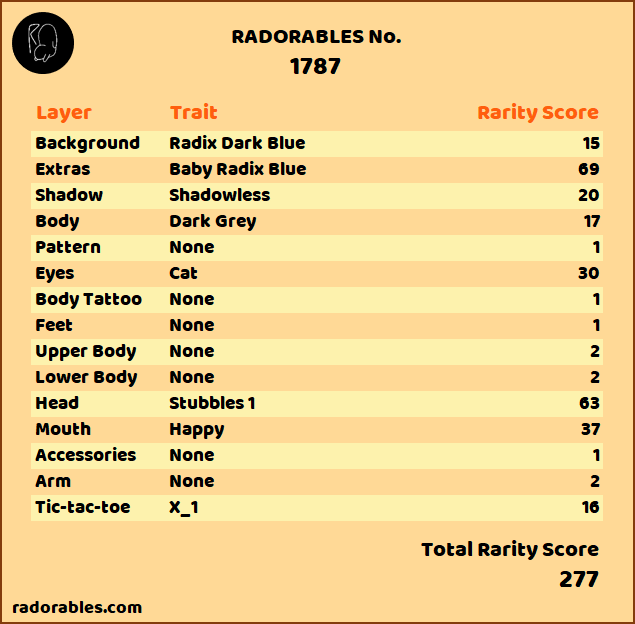 RADORABLES No.
1787
Layer Trait Rarity Score
Background Radix Dark Blue 15
Extras Baby Radix Blue 69
Shadow Shadowless 20
Body Dark Grey 17
Pattern None 1
Eyes Cat 30
Body Tattoo None 1
Feet None 1
Upper Body None 2
Lower Body None 2
Head Stubbles 1 63
Mouth Happy 37
Accessories None 1
Arm None 2
Tic-tac-toe X_1 16
Total Rarity Score
277
radorables.com